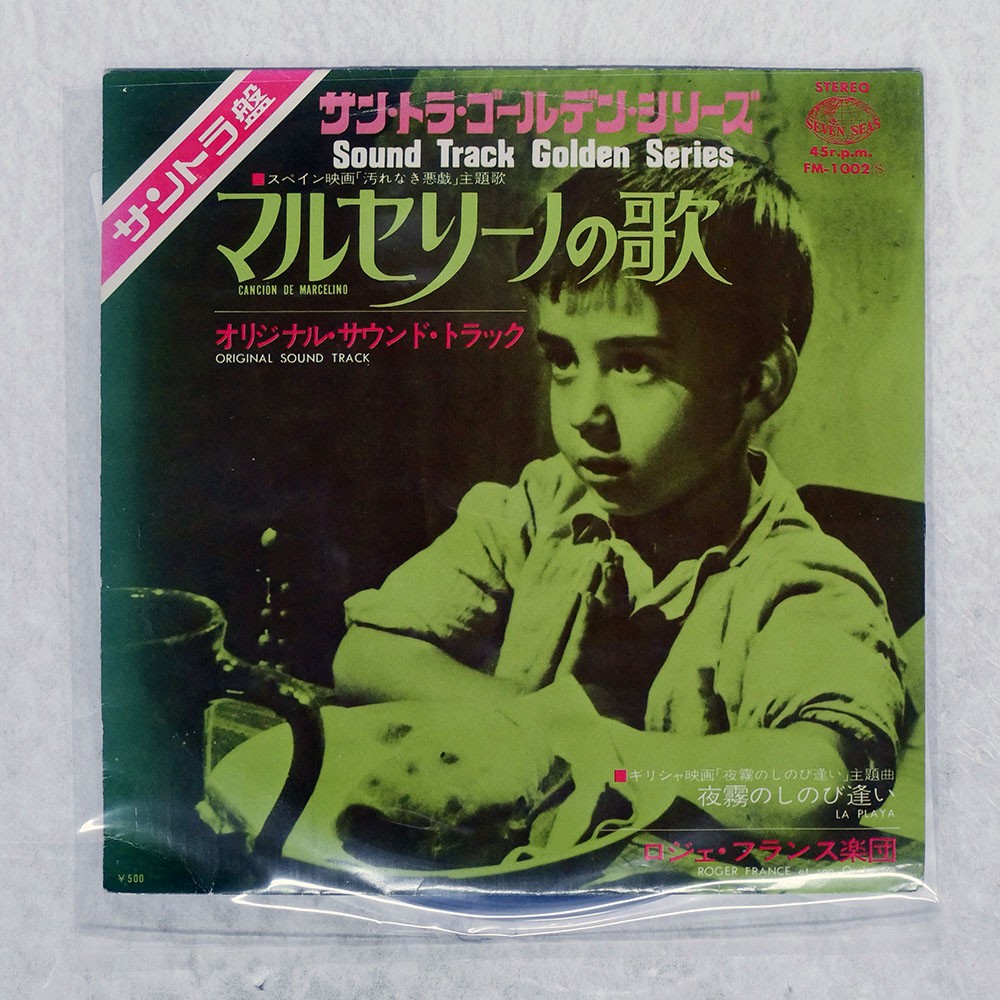 サントラ盤
サン・トラ・ゴールデン・シリーズ
Sound Track Golden Series
STEREO
SEVEN SEAS
45 r.p.m.
FM-1002/S
■スペイン映画「汚れなき悪戯」主題歌
マルセリーノの歌
CANCIÓN DE MARCELINO
オリジナル・サウンド・トラック
ORIGINAL SOUND TRACK
■ギリシャ映画「夜霧のしのび逢い」主題曲
夜霧のしのび逢い
LA PLAYA
ロジェ・フランス楽団
ROGER FRANCE et
¥500